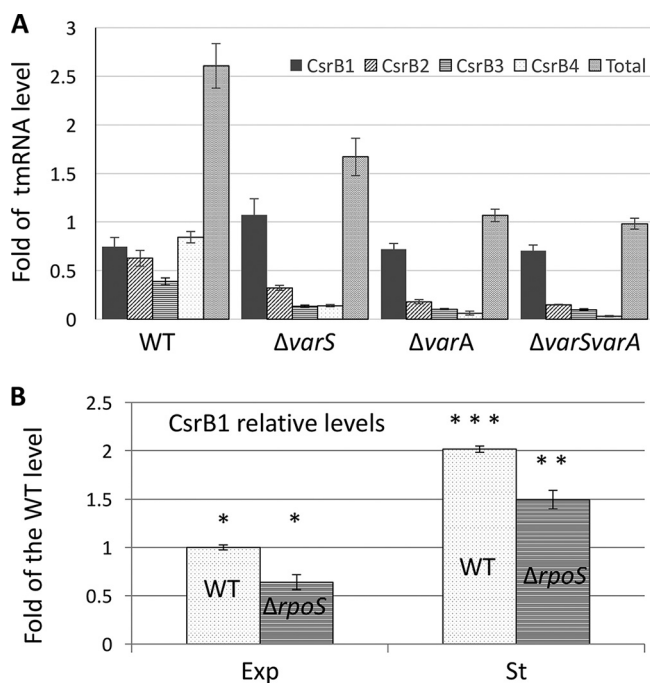 A
Fold of tmRNA level
3
2.5
2
1.5
1
0.5
0
CsrB1 CsrB2 CsrB3 CsrB4 Total
WT ΔvarS ΔvarA ΔvarSvarA
B
Fold of the WT level
2.5
2
1.5
1
0.5
0
CsrB1 relative levels
* * * * * * *
WT ΔrpoS WT ΔrpoS
Exp St